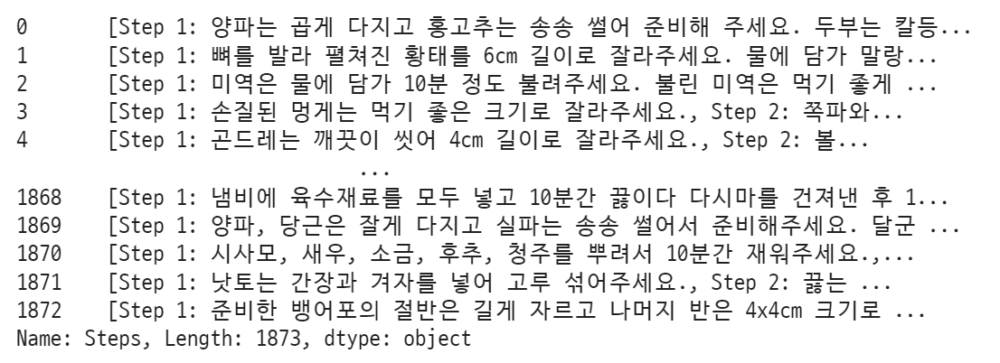 0 [Step 1: 양파는 곱게 다지고 홍고추는 송송 썰어 준비해 주세요. 두부는 칼등...
1 [Step 1: 뼈를 발라 펼쳐진 황태를 6cm 길이로 잘라주세요. 물에 담가 말랑...
2 [Step 1: 미역은 물에 담가 10분 정도 불려주세요. 불린 미역은 먹기 좋게 ...
3 [Step 1: 손질된 멍게는 먹기 좋은 크기로 잘라주세요., Step 2: 쪽파와...
4 [Step 1: 곤드레는 깨끗이 씻어 4cm 길이로 잘라주세요., Step 2: 볼...
...
1868 [Step 1: 냄비에 육수재료를 모두 넣고 10분간 끓이다 다시마를 건져낸 후 1...
1869 [Step 1: 양파, 당근은 잘게 다지고 실파는 송송 썰어서 준비해주세요. 달군 ...
1870 [Step 1: 시사모, 새우, 소금, 후추, 청주를 뿌려서 10분간 재워주세요.,...
1871 [Step 1: 낫토는 간장과 겨자를 넣어 고루 섞어주세요., Step 2: 끓는 ...
1872 [Step 1: 준비한 뱅어포의 절반은 길게 자르고 나머지 반은 4x4cm 크기로 ...
Name: Steps, Length: 1873, dtype: object